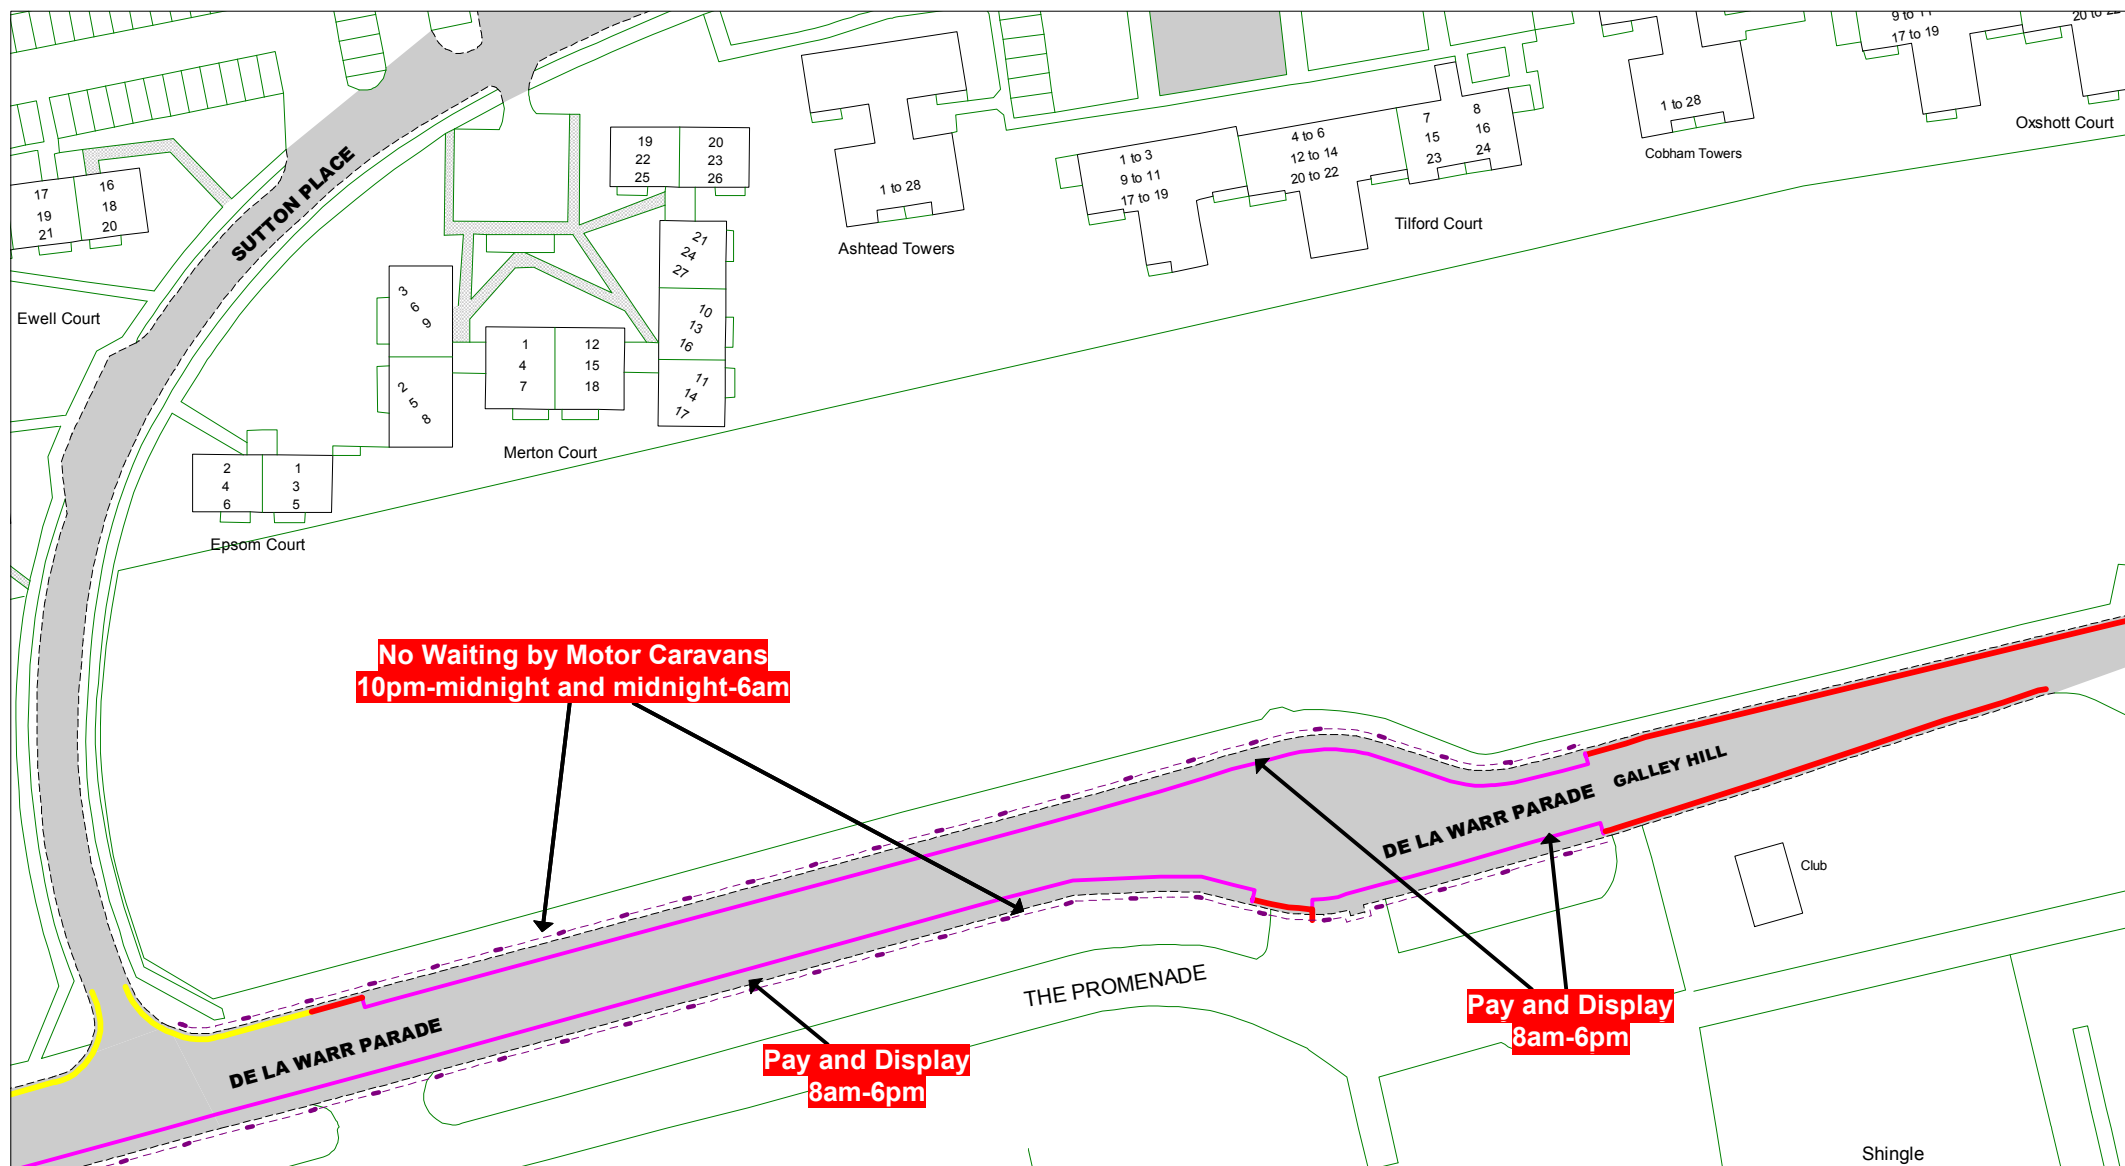 9 to 11
17 to 19
20 to 22
1 to 28
Cobham Towers
Oxshott Court
7
15
23
8
16
24
4 to 6
12 to 14
20 to 22
1 to 3
9 to 11
17 to 19
Tilford Court
1 to 28
Ashtead Towers
19
22
25
20
23
26
21
24
27
10
13
16
11
14
17
12
15
18
1
4
7
3
6
9
2
5
8
Merton Court
17
19
21
16
18
20
SUTTON PLACE
Ewell Court
2
4
6
1
3
5
Epsom Court
No Waiting by Motor Caravans
10pm-midnight and midnight-6am
GALLEY HILL
DE LA WARR PARADE
Club
THE PROMENADE
Pay and Display
8am-6pm
DE LA WARR PARADE
Pay and Display
8am-6pm
Shingle